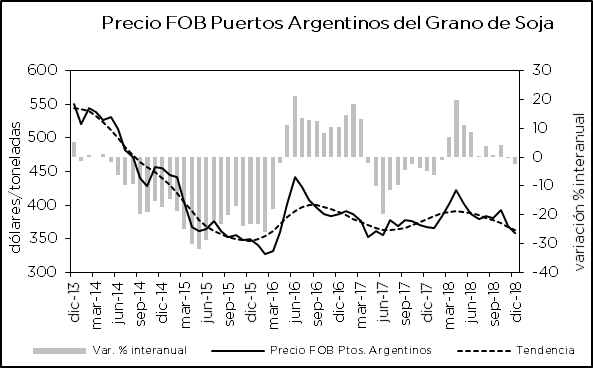 Precio FOB Puertos Argentinos del Grano de Soja
600
550
500
450
400
350
300
dólares/toneladas
30
20
10
0
-10
-20
-30
-40
variación %interanual
dic-13
mar-14
jun-14
sep-14
dic-14
mar-15
jun-15
sep-15
dic-15
mar-16
jun-16
sep-16
dic-16
mar-17
jun-17
sep-17
dic-17
mar-18
jun-18
sep-18
dic-18
Var. % interanual
Precio FOB Ptos. Argentinos
Tendencia